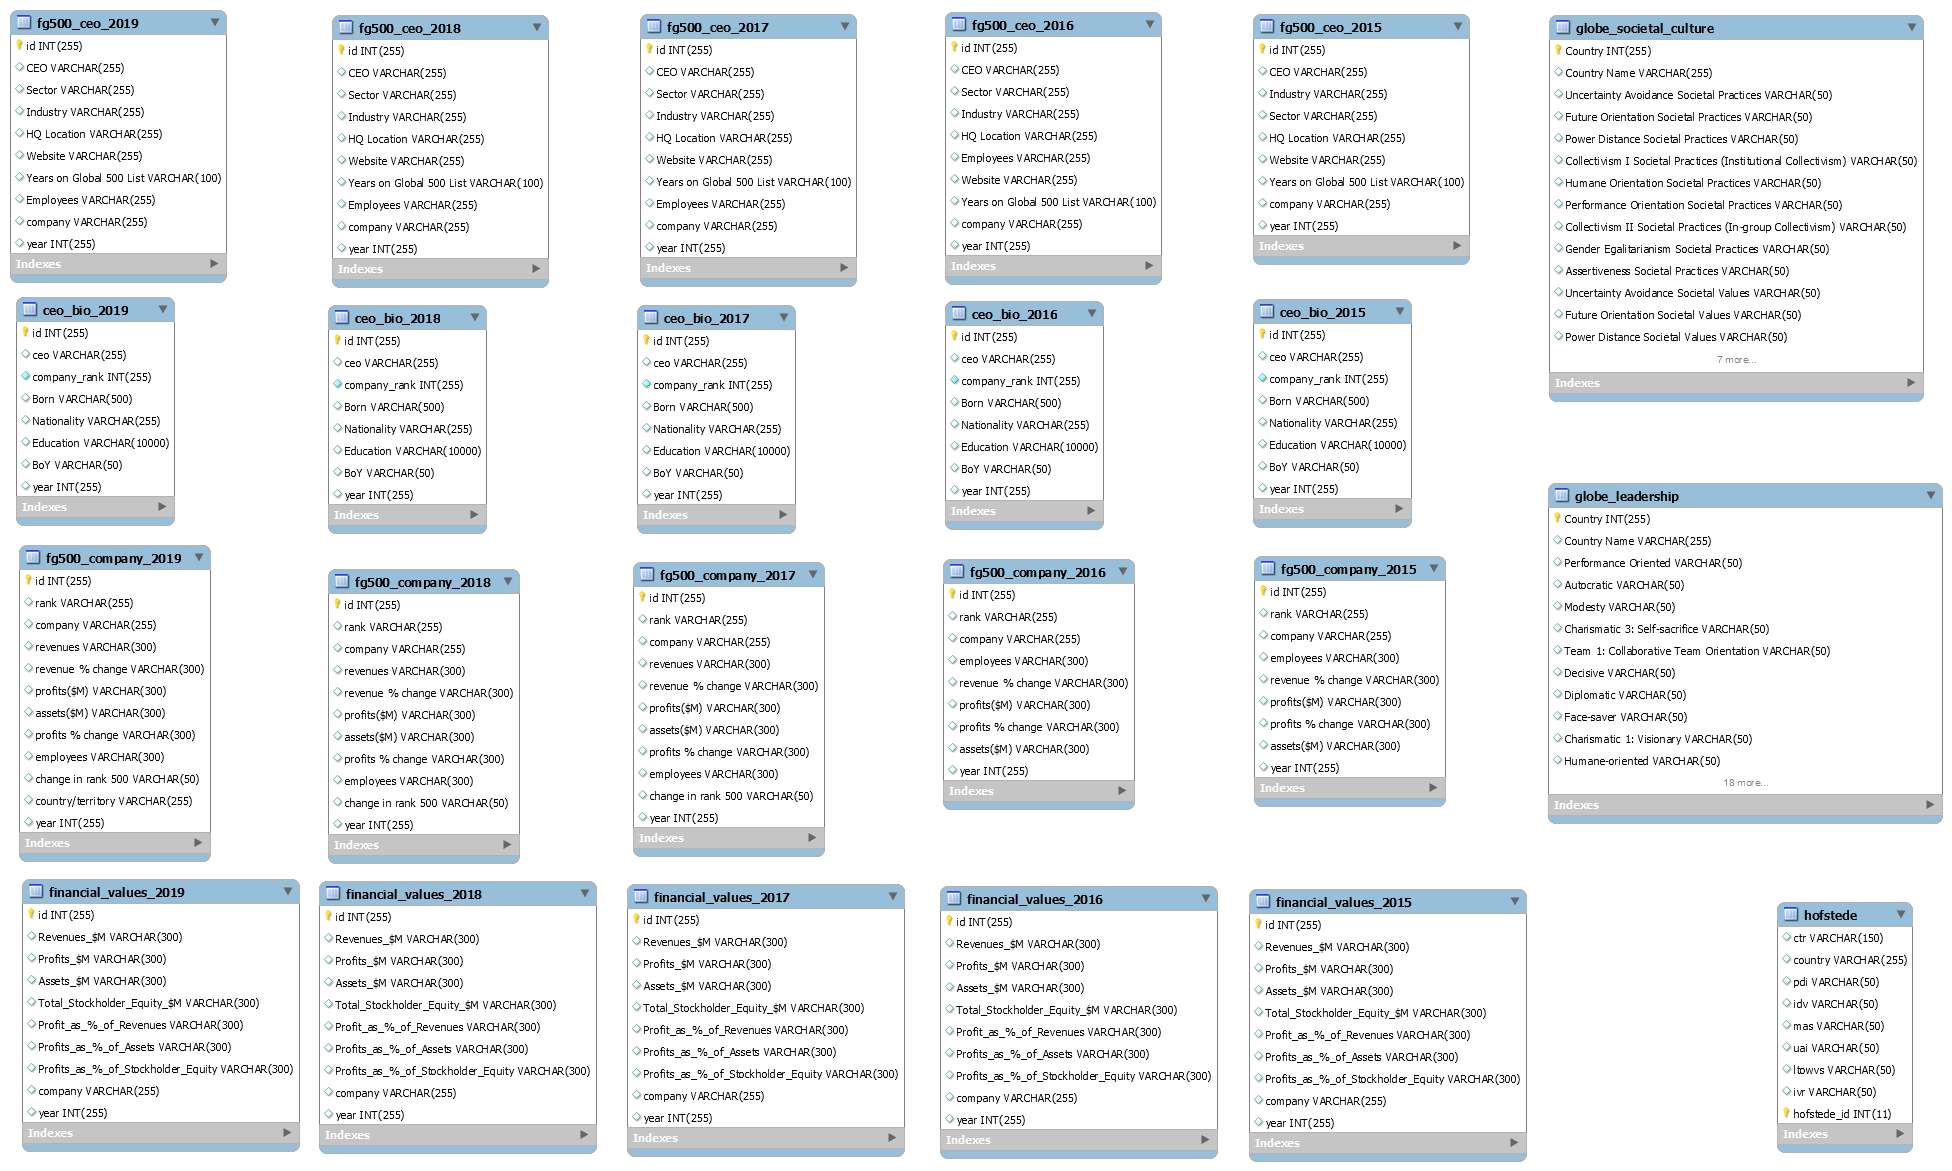 fg500_ceo_2019
id INT(255)
CEO VARCHAR(255)
Sector VARCHAR(255)
Industry VARCHAR(255)
HQ Location VARCHAR(255)
Website VARCHAR(255)
Years on Global 500 List VARCHAR(100)
Employees VARCHAR(255)
company VARCHAR(255)
year INT(255)
Indexes
fg500_ceo_2018
id INT(255)
CEO VARCHAR(255)
Sector VARCHAR(255)
Industry VARCHAR(255)
HQ Location VARCHAR(255)
Website VARCHAR(255)
Years on Global 500 List VARCHAR(100)
Employees VARCHAR(255)
company VARCHAR(255)
year INT(255)
Indexes
fg500_ceo_2017
id INT(255)
CEO VARCHAR(255)
Sector VARCHAR(255)
Industry VARCHAR(255)
HQ Location VARCHAR(255)
Website VARCHAR(255)
Years on Global 500 List VARCHAR(100)
Employees VARCHAR(255)
company VARCHAR(255)
year INT(255)
Indexes
fg500_ceo_2016
id INT(255)
CEO VARCHAR(255)
Sector VARCHAR(255)
Industry VARCHAR(255)
HQ Location VARCHAR(255)
Employees VARCHAR(255)
Website VARCHAR(255)
Years on Global 500 List VARCHAR(100)
company VARCHAR(255)
year INT(255)
Indexes
fg500_ceo_2015
id INT(255)
CEO VARCHAR(255)
Industry VARCHAR(255)
Sector VARCHAR(255)
HQ Location VARCHAR(255)
Website VARCHAR(255)
Years on Global 500 List VARCHAR(100)
company VARCHAR(255)
year INT(255)
Indexes
globe_societal_culture
Country INT(255)
Country Name VARCHAR(255)
Uncertainty Avoidance Societal Practices VARCHAR(50)
Future Orientation Societal Practices VARCHAR(50)
Power Distance Societal Practices VARCHAR(50)
Collectivism I Societal Practices (Institutional Collectivism) VARCHAR(50)
Humane Orientation Societal Practices VARCHAR(50)
Performance Orientation Societal Practices VARCHAR(50)
Collectivism II Societal Practices (In-group Collectivism) VARCHAR(50)
Gender Egalitarianism Societal Practices VARCHAR(50)
Assertiveness Societal Practices VARCHAR(50)
Uncertainty Avoidance Societal Values VARCHAR(50)
Future Orientation Societal Values VARCHAR(50)
Power Distance Societal Values VARCHAR(50)
7 more...
Indexes
ceo_bio_2019
id INT(255)
ceo VARCHAR(255)
company_rank INT(255)
Born VARCHAR(500)
Nationality VARCHAR(255)
Education VARCHAR(10000)
BoY VARCHAR(50)
year INT(255)
Indexes
ceo_bio_2018
id INT(255)
ceo VARCHAR(255)
company_rank INT(255)
Born VARCHAR(500)
Nationality VARCHAR(255)
Education VARCHAR(10000)
BoY VARCHAR(50)
year INT(255)
Indexes
ceo_bio_2017
id INT(255)
ceo VARCHAR(255)
company_rank INT(255)
Born VARCHAR(500)
Nationality VARCHAR(255)
Education VARCHAR(10000)
BoY VARCHAR(50)
year INT(255)
Indexes
ceo_bio_2016
id INT(255)
ceo VARCHAR(255)
company_rank INT(255)
Born VARCHAR(500)
Nationality VARCHAR(255)
Education VARCHAR(10000)
BoY VARCHAR(50)
year INT(255)
Indexes
ceo_bio_2015
id INT(255)
ceo VARCHAR(255)
company_rank INT(255)
Born VARCHAR(500)
Nationality VARCHAR(255)
Education VARCHAR(10000)
BoY VARCHAR(50)
year INT(255)
Indexes
globe_leadership
Country INT(255)
Country Name VARCHAR(255)
Performance Oriented VARCHAR(50)
Autocratic VARCHAR(50)
Modesty VARCHAR(50)
Charismatic 3: Self-sacrifice VARCHAR(50)
Team 1: Collaborative Team Orientation VARCHAR(50)
Decisive VARCHAR(50)
Diplomatic VARCHAR(50)
Face-saver VARCHAR(50)
Charismatic 1: Visionary VARCHAR(50)
Humane-oriented VARCHAR(50)
18 more...
Indexes
fg500_company_2019
id INT(255)
rank VARCHAR(255)
company VARCHAR(255)
revenues VARCHAR(300)
revenue % change VARCHAR(300)
profits($M) VARCHAR(300)
assets($M) VARCHAR(300)
profits % change VARCHAR(300)
employees VARCHAR(300)
change in rank 500 VARCHAR(50)
country/territory VARCHAR(255)
year INT(255)
Indexes
fg500_company_2018
id INT(255)
rank VARCHAR(255)
company VARCHAR(255)
revenues VARCHAR(300)
revenue % change VARCHAR(300)
profits($M) VARCHAR(300)
assets($M) VARCHAR(300)
profits % change VARCHAR(300)
employees VARCHAR(300)
change in rank 500 VARCHAR(50)
year INT(255)
Indexes
fg500_company_2017
id INT(255)
rank VARCHAR(255)
company VARCHAR(255)
revenues VARCHAR(300)
revenue % change VARCHAR(300)
profits($M) VARCHAR(300)
assets($M) VARCHAR(300)
profits % change VARCHAR(300)
employees VARCHAR(300)
change in rank 500 VARCHAR(50)
year INT(255)
Indexes
fg500_company_2016
id INT(255)
rank VARCHAR(255)
company VARCHAR(255)
employees VARCHAR(300)
revenue % change VARCHAR(300)
profits($M) VARCHAR(300)
profits % change VARCHAR(300)
assets($M) VARCHAR(300)
year INT(255)
Indexes
fg500_company_2015
id INT(255)
rank VARCHAR(255)
company VARCHAR(255)
employees VARCHAR(300)
revenue % change VARCHAR(300)
profits($M) VARCHAR(300)
profits % change VARCHAR(300)
assets($M) VARCHAR(300)
year INT(255)
Indexes
financial_values_2019
id INT(255)
Revenues_$M VARCHAR(300)
Profits_$M VARCHAR(300)
Assets_$M VARCHAR(300)
Total_Stockholder_Equity_$M VARCHAR(300)
Profit_as_%_of_Revenues VARCHAR(300)
Profits_as_%_of_Assets VARCHAR(300)
Profits_as_%_of_Stockholder_Equity VARCHAR(300)
company VARCHAR(255)
year INT(255)
Indexes
financial_values_2018
id INT(255)
Revenues_$M VARCHAR(300)
Profits_$M VARCHAR(300)
Assets_$M VARCHAR(300)
Total_Stockholder_Equity_$M VARCHAR(300)
Profit_as_%_of_Revenues VARCHAR(300)
Profits_as_%_of_Assets VARCHAR(300)
Profits_as_%_of_Stockholder_Equity VARCHAR(300)
company VARCHAR(255)
year INT(255)
Indexes
financial_values_2017
id INT(255)
Revenues_$M VARCHAR(300)
Profits_$M VARCHAR(300)
Assets_$M VARCHAR(300)
Total_Stockholder_Equity_$M VARCHAR(300)
Profit_as_%_of_Revenues VARCHAR(300)
Profits_as_%_of_Assets VARCHAR(300)
Profits_as_%_of_Stockholder_Equity VARCHAR(300)
company VARCHAR(255)
year INT(255)
Indexes
financial_values_2016
id INT(255)
Revenues_$M VARCHAR(300)
Profits_$M VARCHAR(300)
Assets_$M VARCHAR(300)
Total_Stockholder_Equity_$M VARCHAR(300)
Profit_as_%_of_Revenues VARCHAR(300)
Profits_as_%_of_Assets VARCHAR(300)
Profits_as_%_of_Stockholder_Equity VARCHAR(300)
company VARCHAR(255)
year INT(255)
Indexes
financial_values_2015
id INT(255)
Revenues_$M VARCHAR(300)
Profits_$M VARCHAR(300)
Assets_$M VARCHAR(300)
Total_Stockholder_Equity_$M VARCHAR(300)
Profit_as_%_of_Revenues VARCHAR(300)
Profits_as_%_of_Assets VARCHAR(300)
Profits_as_%_of_Stockholder_Equity VARCHAR(300)
company VARCHAR(255)
year INT(255)
Indexes
hofstede
ctr VARCHAR(150)
country VARCHAR(255)
pdi VARCHAR(50)
idv VARCHAR(50)
mas VARCHAR(50)
uai VARCHAR(50)
ltowvs VARCHAR(50)
ivr VARCHAR(50)
hofstede_id INT(11)
Indexes